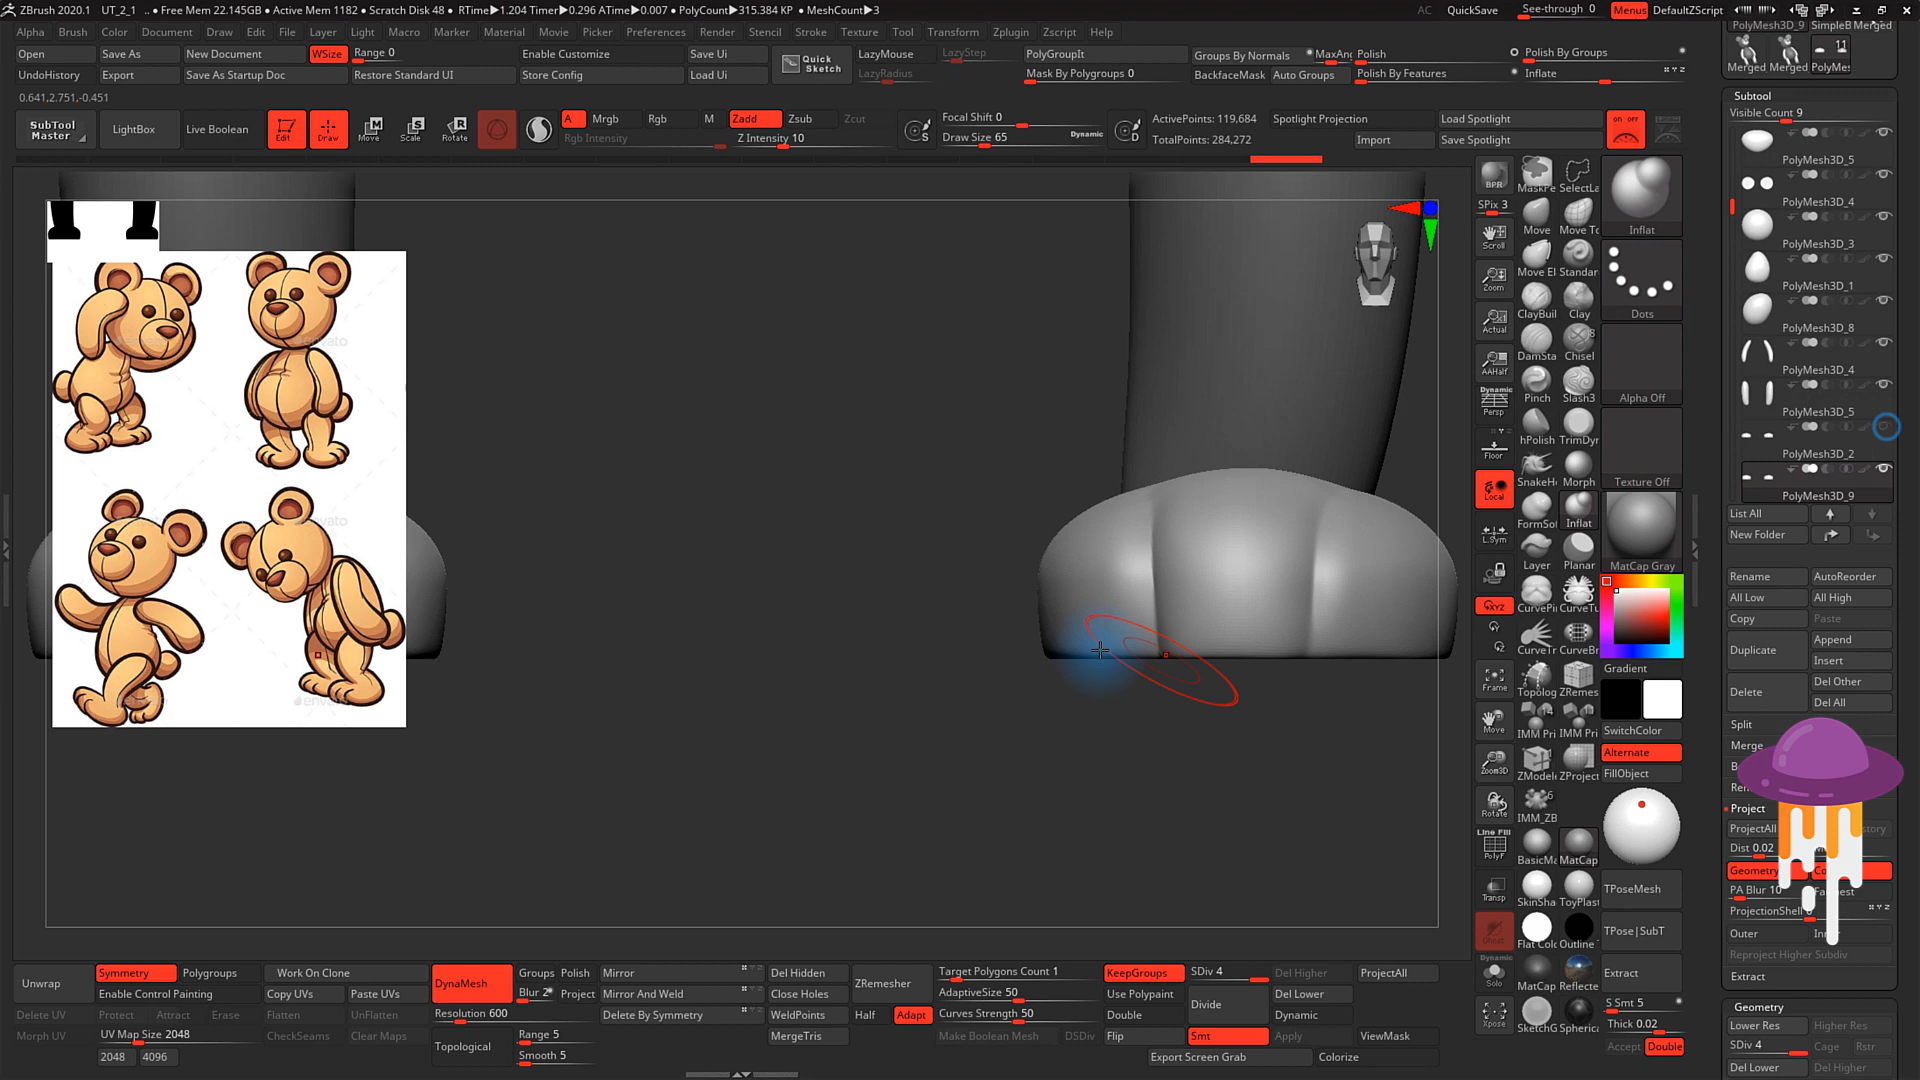 ZBrush 2020.1 UT_2_1 .. • Free Mem 22.145GB • Active Mem 1182 • Scratch Disk 48 • RTime▶1.204 Timer▶0.296 ATime▶0.007 • PolyCount▶315.384 KP • MeshCount▶3
AC QuickSave See-through 0 Menus DefaultZScript
Alpha Brush Color Document Draw Edit File Layer Light Macro Marker Material Movie Picker Preferences Render Stencil Stroke Texture Tool Transform Zplugin Zscript Help
Open Save As New Document WSize Range 0 Enable Customize Save Ui
UndoHistory Export Save As Startup Doc Restore Standard UI Store Config Load Ui
Quick Sketch
LazyMouse LazyStep LazyRadius
PolyGroupIt Groups By Normals MaxAng Polish Polish By Groups
Mask By Polygroups 0 BackfaceMask Auto Groups Polish By Features Inflate
0.641,2.751,-0.451
SubTool Master LightBox Live Boolean Edit Draw Move Scale Rotate
A Mrgb Rgb M Zadd Zsub Zcut
Rgb Intensity Z Intensity 10
Focal Shift 0
Draw Size 65 Dynamic
ActivePoints: 119,684
TotalPoints: 284,272
Spotlight Projection Load Spotlight
Import Save Spotlight
on off
envato
envato
envato
envato
BPR
SPix 3
Scroll
Zoom
Actual
AAHalf
Dynamic
Persp
Floor
Local
L.Sym
xyz
Frame
Move
Zoom3D
Rotate
Line Fill
PolyF
Transp
Ghost
Dynamic
Solo
Xpose
MaskPe SelectLa
Move Move To
Move El Standar
ClayBuil Clay
DamSta Chisel
Pinch Slash3
hPolish TrimDyn
SnakeHo Morph
FormSof Inflat
Layer Planar
CurvePin CurveTu
CurveTr CurveBr
Topolog ZRemes
IMM Pri IMM Pri
ZModele ZProject
IMM_ZB
BasicMa MatCap
SkinSha ToyPlast
Flat Colo Outline
MatCap Reflecte
SketchG Spherica
Inflat
Dots
Alpha Off
Texture Off
MatCap Gray
Gradient
SwitchColor
Alternate
FillObject
TPoseMesh
TPose|SubT
Extract
S Smt 5
Thick 0.02
Accept Double
PolyMesh3D_9 SimpleB Merged
Merged Merged PolyMes
11
Subtool
Visible Count 9
PolyMesh3D_5
PolyMesh3D_4
PolyMesh3D_3
PolyMesh3D_1
PolyMesh3D_8
PolyMesh3D_4
PolyMesh3D_5
PolyMesh3D_2
PolyMesh3D_9
List All
New Folder
Rename AutoReorder
All Low All High
Copy Paste
Duplicate Append
Insert
Delete Del Other
Del All
Split
Merge
Project
ProjectAll
Dist 0.02
Geometry
PA Blur 10
ProjectionShell
Outer
Reproject Higher Subdiv
Extract
Geometry
Lower Res Higher Res
SDiv 4 Cage Rstr
Del Lower Del Higher
Unwrap Symmetry Polygroups Work On Clone
Enable Control Painting Copy UVs Paste UVs
Delete UV Protect Attract Erase Flatten UnFlatten
Morph UV UV Map Size 2048 CheckSeams Clear Maps
2048 4096
DynaMesh Groups Polish
Blur 2 Project
Resolution 600
Topological Range 5
Smooth 5
Mirror
Mirror And Weld
Delete By Symmetry
Del Hidden
Close Holes
WeldPoints
MergeTris
ZRemesher
Half Adapt
Target Polygons Count 1
AdaptiveSize 50
Curves Strength 50
Make Boolean Mesh DSDiv
KeepGroups SDiv 4 Del Higher ProjectAll
Use Polypaint Divide Del Lower
Double Dynamic
Flip Smt Apply ViewMask
Export Screen Grab Colorize